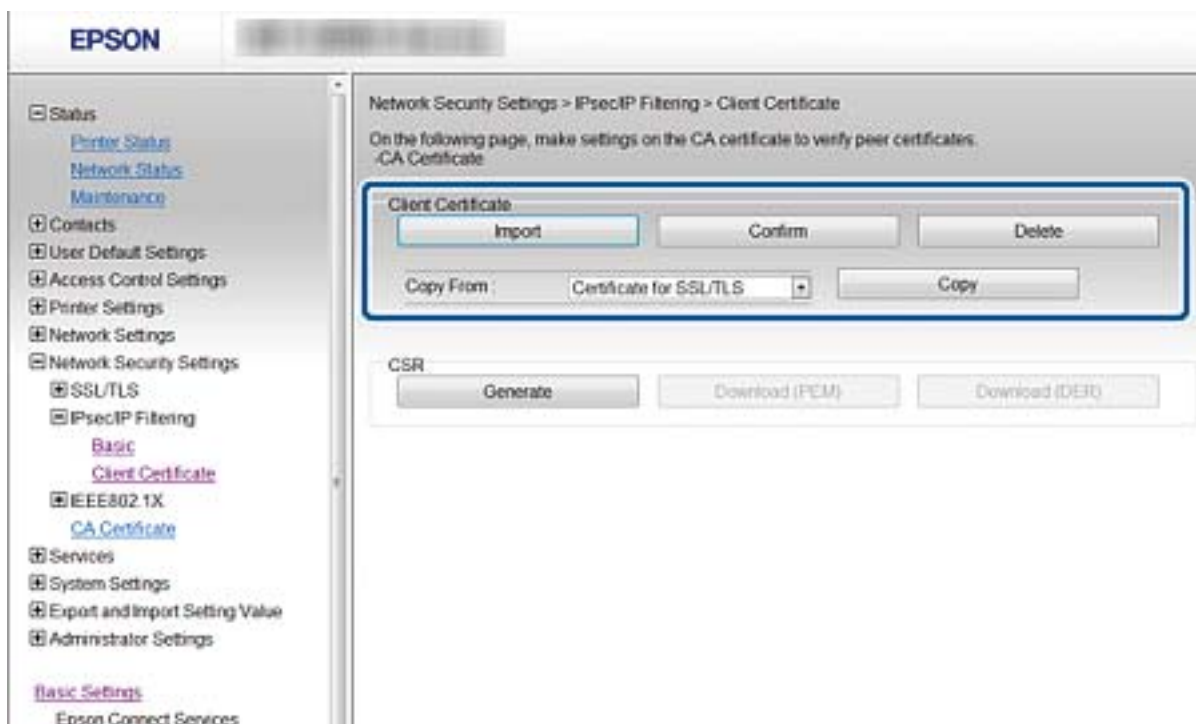 EPSON
Status
Printer Status
Network Status
Maintenance
Contacts
User Default Settings
Access Control Settings
Printer Settings
Network Settings
Network Security Settings
SSL/TLS
IPsec/IP Filtering
Basic
Client Certificate
IEEE802.1X
CA Certificate
Services
System Settings
Export and Import Setting Value
Administrator Settings
Basic Settings
Epson Connect Services
Network Security Settings > IPsec/IP Filtering > Client Certificate
On the following page, make settings on the CA certificate to verify peer certificates.
-CA Certificate
Client Certificate
Import Confirm Delete
Copy From : Certificate for SSL/TLS Copy
CSR
Generate Download (PEM) Download (DER)